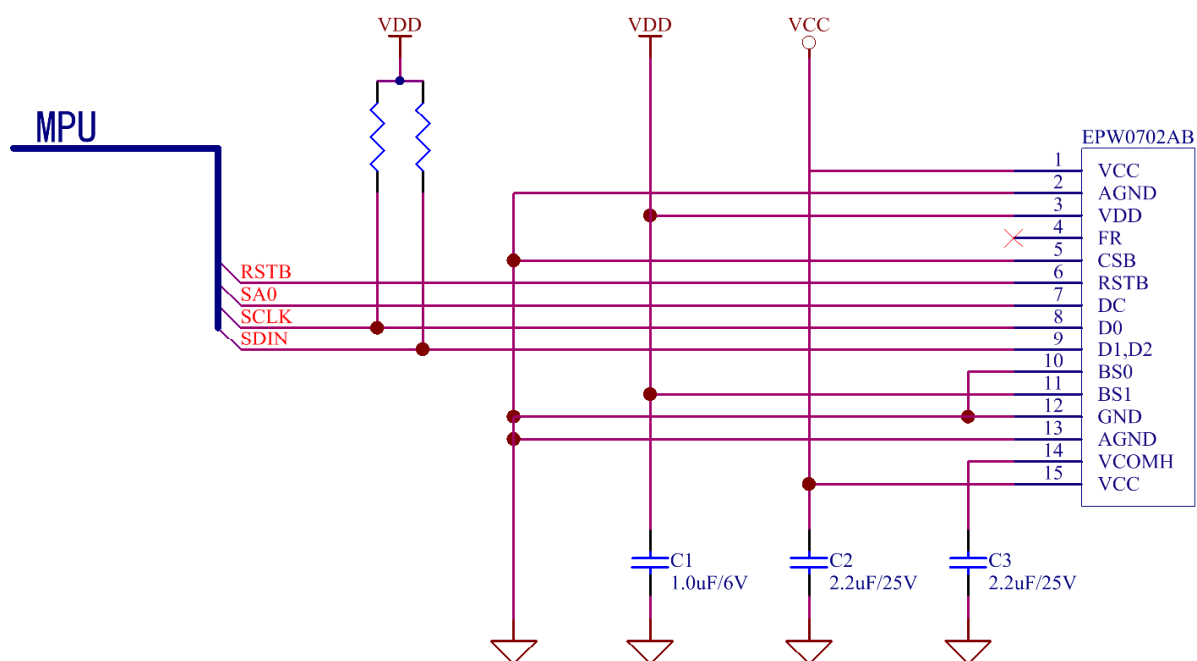 VDD
VDD
VCC
MPU
EPW0702AB
1 VCC
2 AGND
3 VDD
4 FR
5 CSB
RSTB 6 RSTB
SA0 7 DC
SCLK 8 D0
SDIN 9 D1,D2
10 BS0
11 BS1
12 GND
13 AGND
14 VCOMH
15 VCC
C1
1.0uF/6V
C2
2.2uF/25V
C3
2.2uF/25V